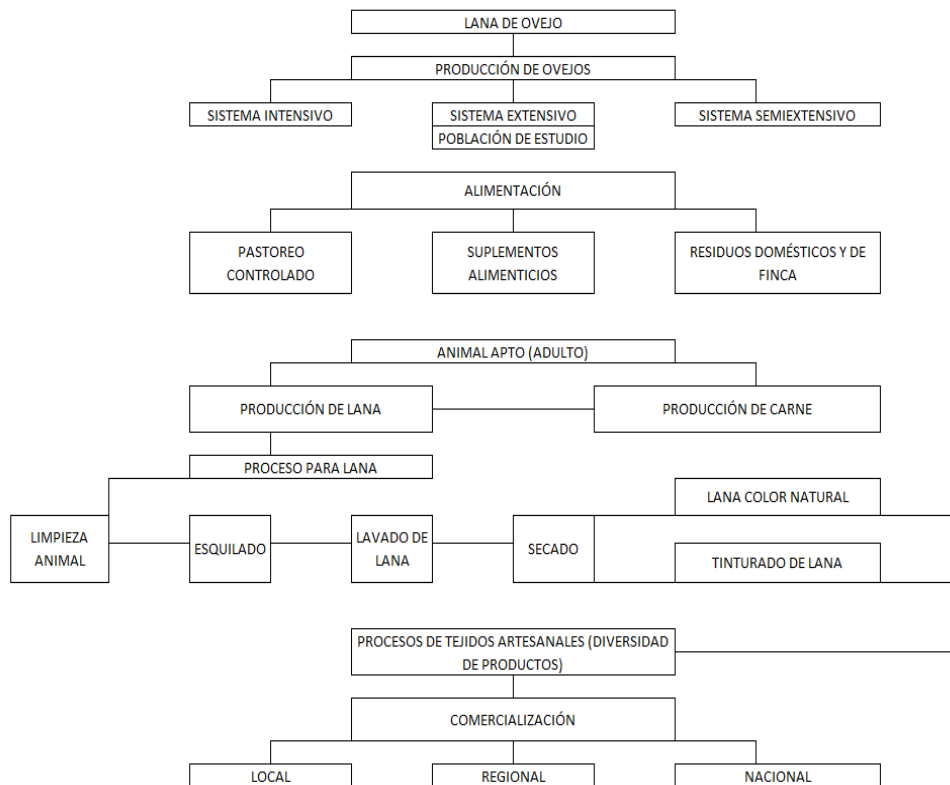 LANA DE OVEJO
PRODUCCIÓN DE OVEJOS
SISTEMA INTENSIVO
SISTEMA EXTENSIVO
SISTEMA SEMIEXTENSIVO
POBLACIÓN DE ESTUDIO
ALIMENTACIÓN
PASTOREO
CONTROLADO
SUPLEMENTOS
ALIMENTICIOS
RESIDUOS DOMÉSTICOS Y DE
FINCA
ANIMAL APTO (ADULTO)
PRODUCCIÓN DE LANA
PRODUCCIÓN DE CARNE
PROCESO PARA LANA
LIMPIEZA
ANIMAL
ESQUILADO
LAVADO DE
LANA
SECADO
LANA COLOR NATURAL
TINTURADO DE LANA
PROCESOS DE TEJIDOS ARTESANALES (DIVERSIDAD
DE PRODUCTOS)
COMERCIALIZACIÓN
LOCAL
REGIONAL
NACIONAL